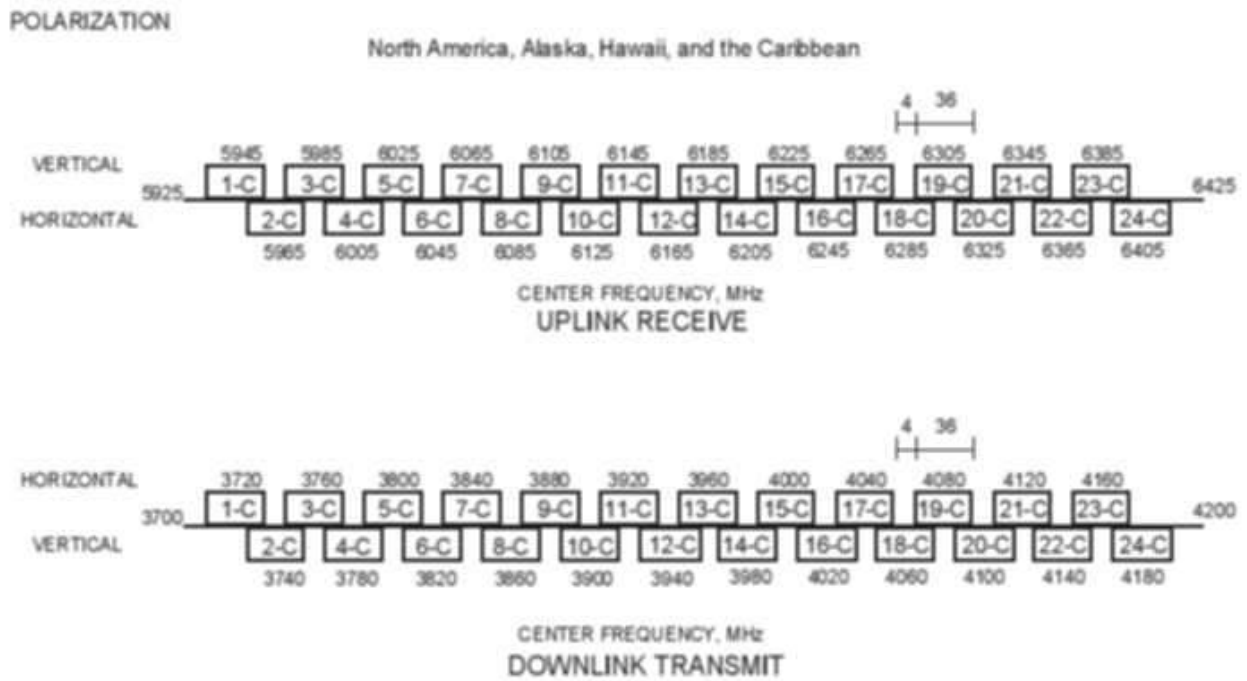 POLARIZATION
North America, Alaska, Hawaii, and the Caribbean
4 36
5945 5985 6025 6065 6105 6145 6185 6225 6265 6305 6345 6385
VERTICAL 1-C 3-C 5-C 7-C 9-C 11-C 13-C 15-C 17-C 19-C 21-C 23-C
5925 6425
HORIZONTAL 2-C 4-C 6-C 8-C 10-C 12-C 14-C 16-C 18-C 20-C 22-C 24-C
5965 6005 6045 6085 6125 6165 6205 6245 6285 6325 6365 6405
CENTER FREQUENCY, MHz
UPLINK RECEIVE
4 36
HORIZONTAL 3720 3760 3800 3840 3880 3920 3960 4000 4040 4080 4120 4160
1-C 3-C 5-C 7-C 9-C 11-C 13-C 15-C 17-C 19-C 21-C 23-C
3700 4200
VERTICAL 2-C 4-C 6-C 8-C 10-C 12-C 14-C 16-C 18-C 20-C 22-C 24-C
3740 3780 3820 3860 3900 3940 3980 4020 4060 4100 4140 4180
CENTER FREQUENCY, MHz
DOWNLINK TRANSMIT